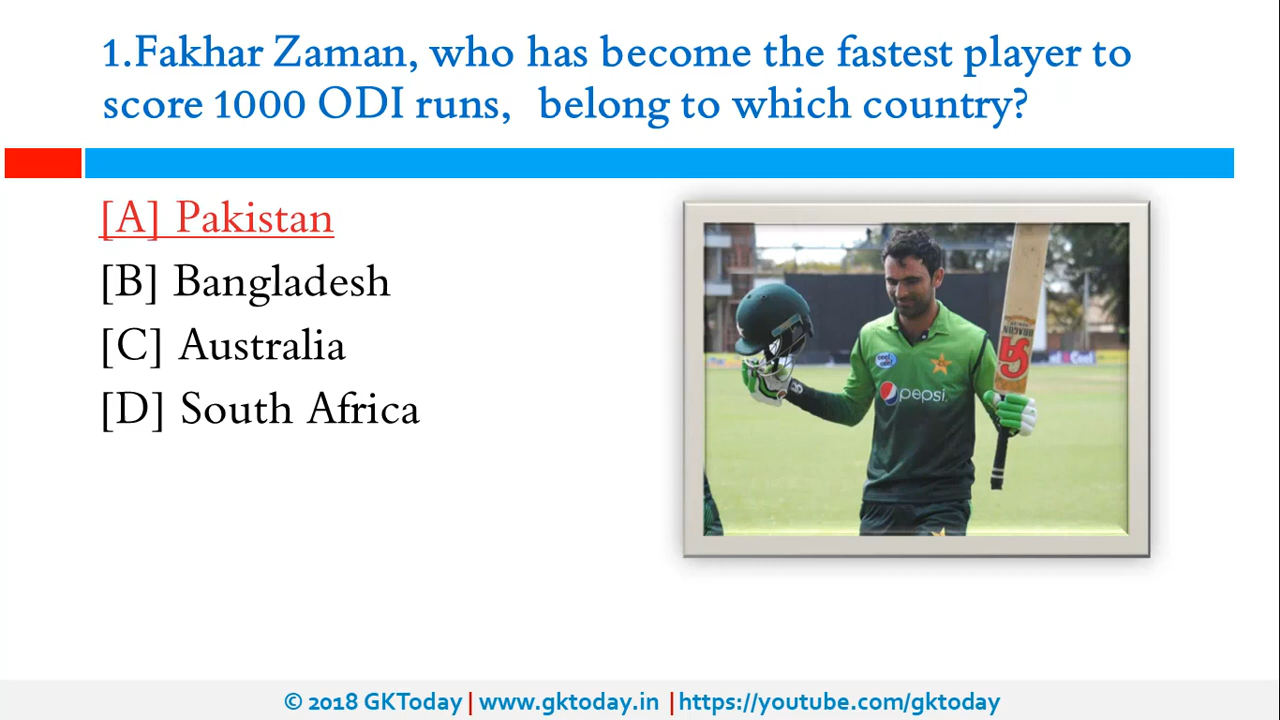 1.Fakhar Zaman, who has become the fastest player to
score 1000 ODI runs,  belong to which country?
[A] Pakistan
[B] Bangladesh
[C] Australia
[D] South Africa
pepsi
© 2018 GKToday | www.gktoday.in | https://youtube.com/gktoday